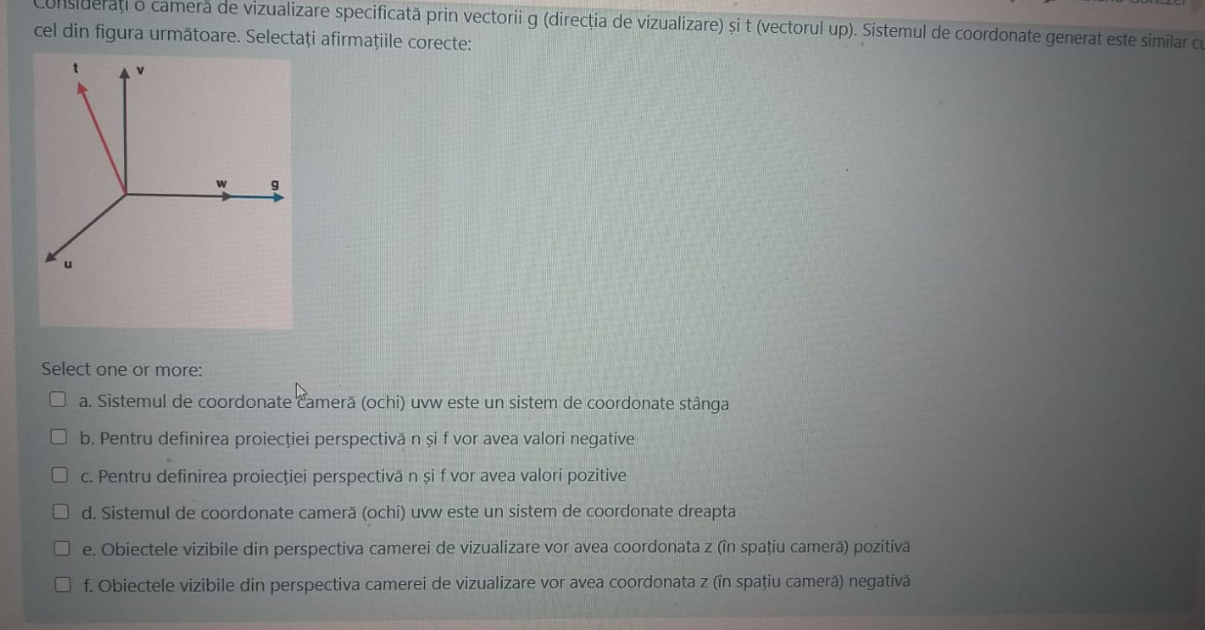 Considerați o cameră de vizualizare specificată prin vectorii g (direcția de vizualizare) și t (vectorul up). Sistemul de coordonate generat este similar cu
cel din figura următoare. Selectați afirmațiile corecte:
t
v
w
g
u
Select one or more:
a. Sistemul de coordonate cameră (ochi) uvw este un sistem de coordonate stânga
b. Pentru definirea proiecției perspectivă n și f vor avea valori negative
c. Pentru definirea proiecției perspectivă n și f vor avea valori pozitive
d. Sistemul de coordonate cameră (ochi) uvw este un sistem de coordonate dreapta
e. Obiectele vizibile din perspectiva camerei de vizualizare vor avea coordonata z (în spațiu cameră) pozitivă
f. Obiectele vizibile din perspectiva camerei de vizualizare vor avea coordonata z (în spațiu cameră) negativă